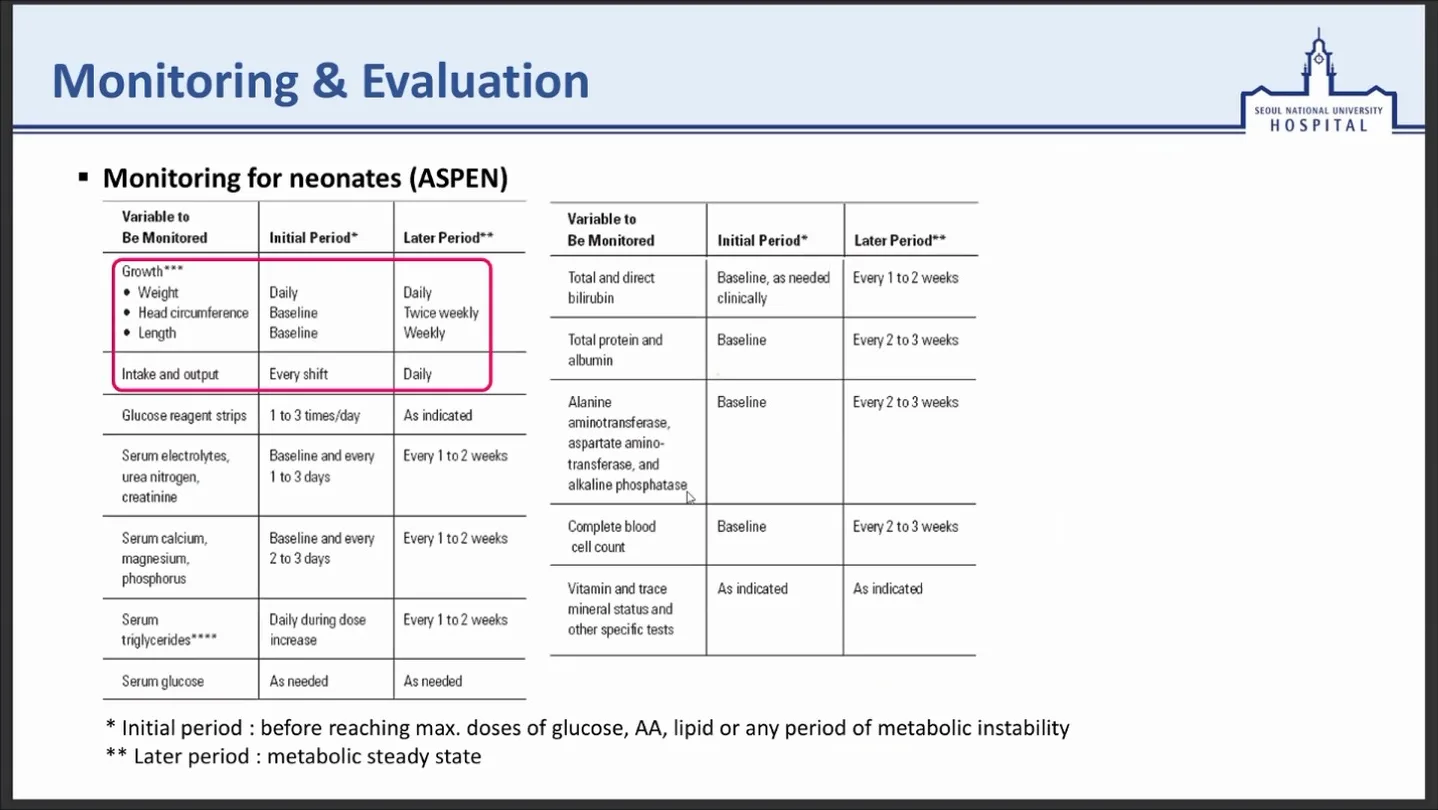 Monitoring & Evaluation
SEOUL NATIONAL UNIVERSITY
HOSPITAL
▪ Monitoring for neonates (ASPEN)
Variable to
Be Monitored Initial Period* Later Period**
Growth***
• Weight Daily Daily
• Head circumference Baseline Twice weekly
• Length Baseline Weekly
Intake and output Every shift Daily
Glucose reagent strips 1 to 3 times/day As indicated
Serum electrolytes, Baseline and every Every 1 to 2 weeks
urea nitrogen, 1 to 3 days
creatinine
Serum calcium, Baseline and every Every 1 to 2 weeks
magnesium, 2 to 3 days
phosphorus
Serum Daily during dose Every 1 to 2 weeks
triglycerides**** increase
Serum glucose As needed As needed
Variable to
Be Monitored Initial Period* Later Period**
Total and direct Baseline, as needed Every 1 to 2 weeks
bilirubin clinically
Total protein and Baseline Every 2 to 3 weeks
albumin
Alanine Baseline Every 2 to 3 weeks
aminotransferase,
aspartate amino-
transferase, and
alkaline phosphatase
Complete blood Baseline Every 2 to 3 weeks
cell count
Vitamin and trace As indicated As indicated
mineral status and
other specific tests
* Initial period : before reaching max. doses of glucose, AA, lipid or any period of metabolic instability
** Later period : metabolic steady state